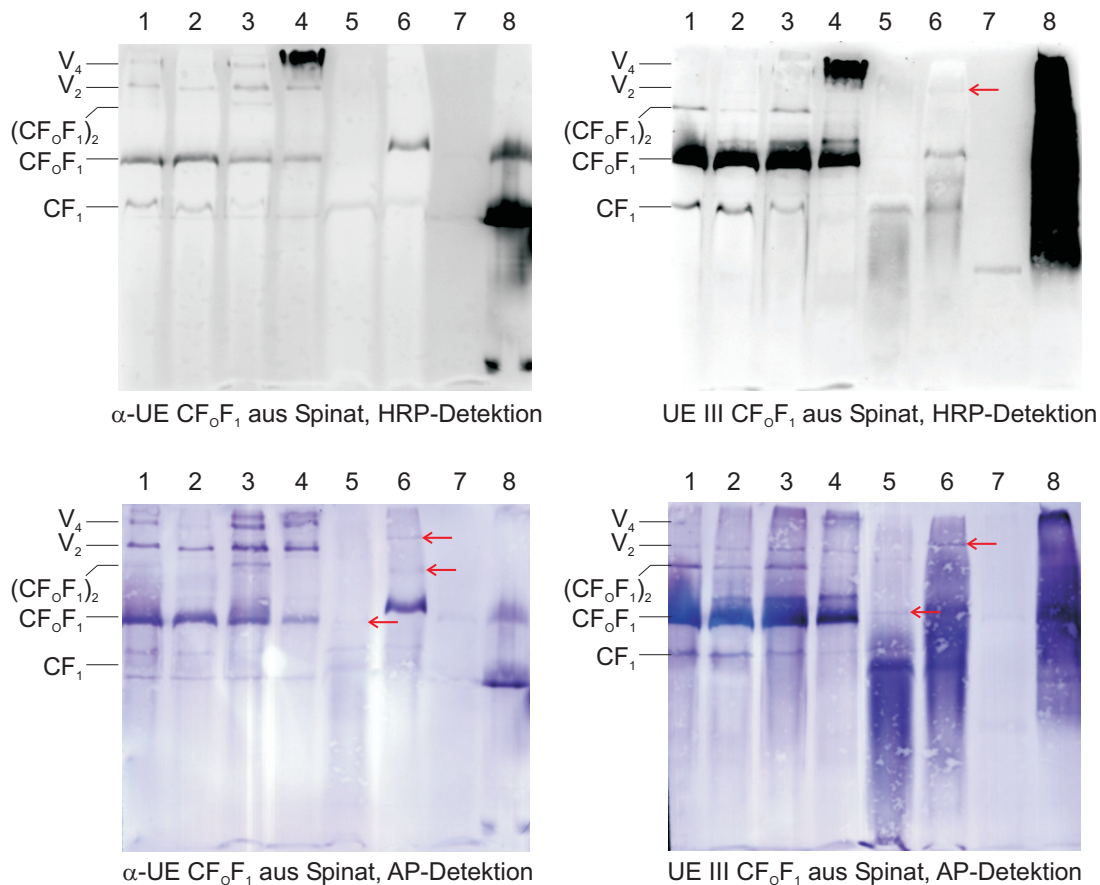 1 2 3 4 5 6 7 8
V₄
V₂
(CFₒF₁)₂
CFₒF₁
CF₁
α-UE CFₒF₁ aus Spinat, HRP-Detektion
1 2 3 4 5 6 7 8
V₄
V₂
(CFₒF₁)₂
CFₒF₁
CF₁
UE III CFₒF₁ aus Spinat, HRP-Detektion
1 2 3 4 5 6 7 8
V₄
V₂
(CFₒF₁)₂
CFₒF₁
CF₁
α-UE CFₒF₁ aus Spinat, AP-Detektion
1 2 3 4 5 6 7 8
V₄
V₂
(CFₒF₁)₂
CFₒF₁
CF₁
UE III CFₒF₁ aus Spinat, AP-Detektion